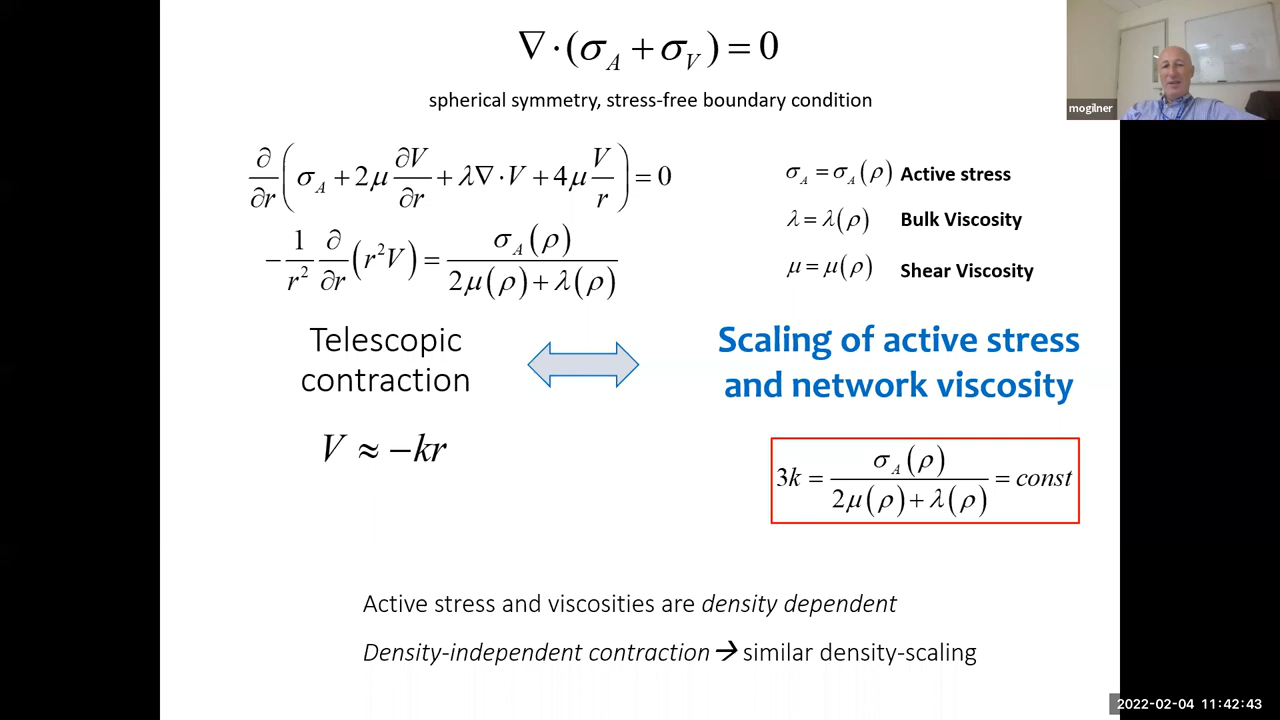 ∇·(σ_A + σ_V) = 0
mogilner
spherical symmetry, stress-free boundary condition
∂/∂r (σ_A + 2μ ∂V/∂r + λ∇·V + 4μ V/r) = 0
σ_A = σ_A(ρ) Active stress
λ = λ(ρ) Bulk Viscosity
− 1/r² ∂/∂r (r²V) = σ_A(ρ) / 2μ(ρ) + λ(ρ)
μ = μ(ρ) Shear Viscosity
Telescopic
contraction
Scaling of active stress
and network viscosity
V ≈ −kr
3k = σ_A(ρ) / 2μ(ρ) + λ(ρ) = const
Active stress and viscosities are density dependent
Density-independent contraction → similar density-scaling
2022-02-04 11:42:43